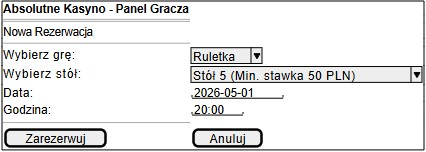 Absolutne Kasyno - Panel Gracza
Nowa Rezerwacja
Wybierz grę: Ruletka
Wybierz stół: Stół 5 (Min. stawka 50 PLN)
Data: 2026-05-01
Godzina: 20:00
Zarezerwuj Anuluj